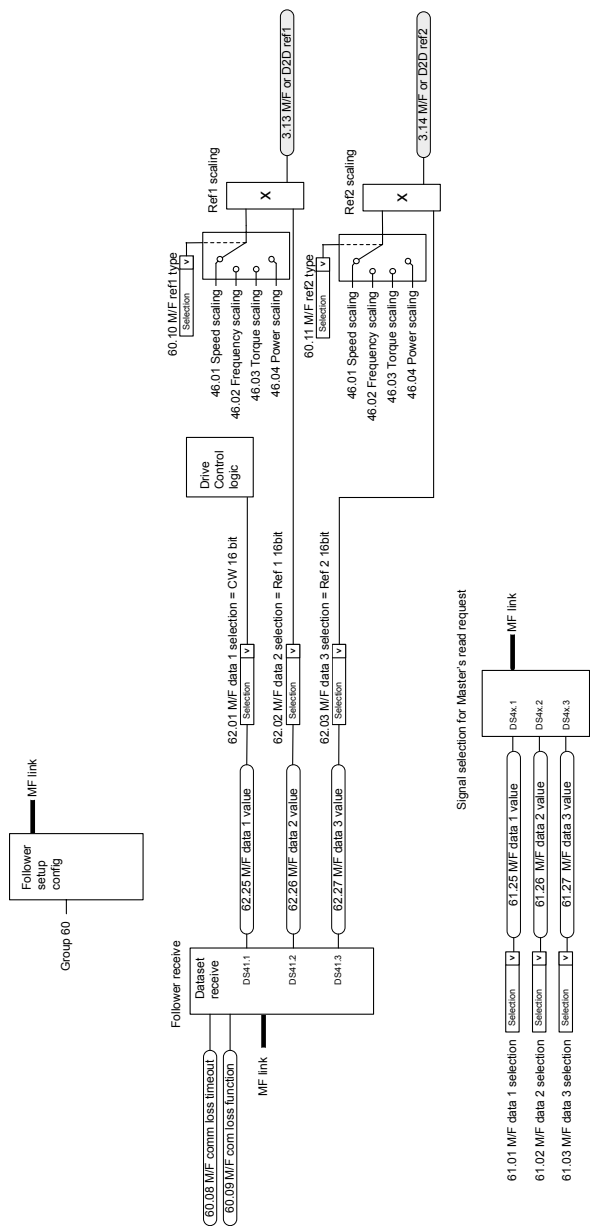 Group 60
Follower
setup
config
MF link
Follower receive
60.08 M/F comm loss timeout
60.09 M/F com loss function
MF link
Dataset
receive
DS41.1
DS41.2
DS41.3
62.25 M/F data 1 value
62.26 M/F data 2 value
62.27 M/F data 3 value
62.01 M/F data 1 selection = CW 16 bit
Selection v
62.02 M/F data 2 selection = Ref 1 16bit
Selection v
62.03 M/F data 3 selection = Ref 2 16bit
Selection v
Drive
Control
logic
60.10 M/F ref1 type
Selection v
46.01 Speed scaling
46.02 Frequency scaling
46.03 Torque scaling
46.04 Power scaling
Ref1 scaling
X
3.13 M/F or D2D ref1
60.11 M/F ref2 type
Selection v
46.01 Speed scaling
46.02 Frequency scaling
46.03 Torque scaling
46.04 Power scaling
Ref2 scaling
X
3.14 M/F or D2D ref2
Signal selection for Master's read request
61.01 M/F data 1 selection
Selection v
61.25 M/F data 1 value
DS4x.1
61.02 M/F data 2 selection
Selection v
61.26 M/F data 2 value
DS4x.2
61.03 M/F data 3 selection
Selection v
61.27 M/F data 3 value
DS4x.3
MF link